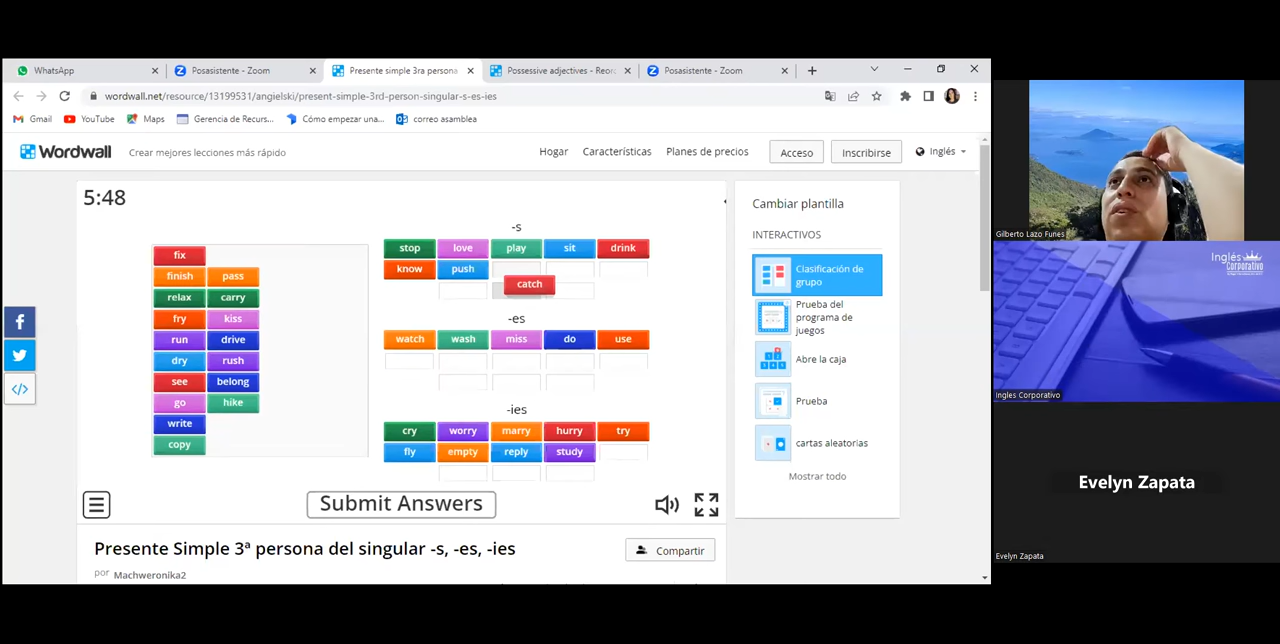 WhatsApp
Posasistente - Zoom
Presente simple 3ra persona
Possessive adjectives - Reor
Posasistente - Zoom
wordwall.net/resource/13199531/angielski/present-simple-3rd-person-singular-s-es-ies
Gmail
YouTube
Maps
Gerencia de Recurs...
Cómo empezar una...
correo asamblea
Wordwall
Crear mejores lecciones más rápido
Hogar
Características
Planes de precios
Acceso
Inscribirse
Inglés
5:48
fix
finish pass
relax carry
fry kiss
run drive
dry rush
see belong
go hike
write
copy
-s
stop love play sit drink
know push
catch
-es
watch wash miss do use
-ies
cry worry marry hurry try
fly empty reply study
Submit Answers
Cambiar plantilla
INTERACTIVOS
Clasificación de
grupo
Prueba del
programa de
juegos
Abre la caja
Prueba
cartas aleatorias
Mostrar todo
Presente Simple 3ª persona del singular -s, -es, -ies
Compartir
por Machweronika2
Gilberto Lazo Funes
Inglés
Corporativo
Ingles Corporativo
Evelyn Zapata
Evelyn Zapata